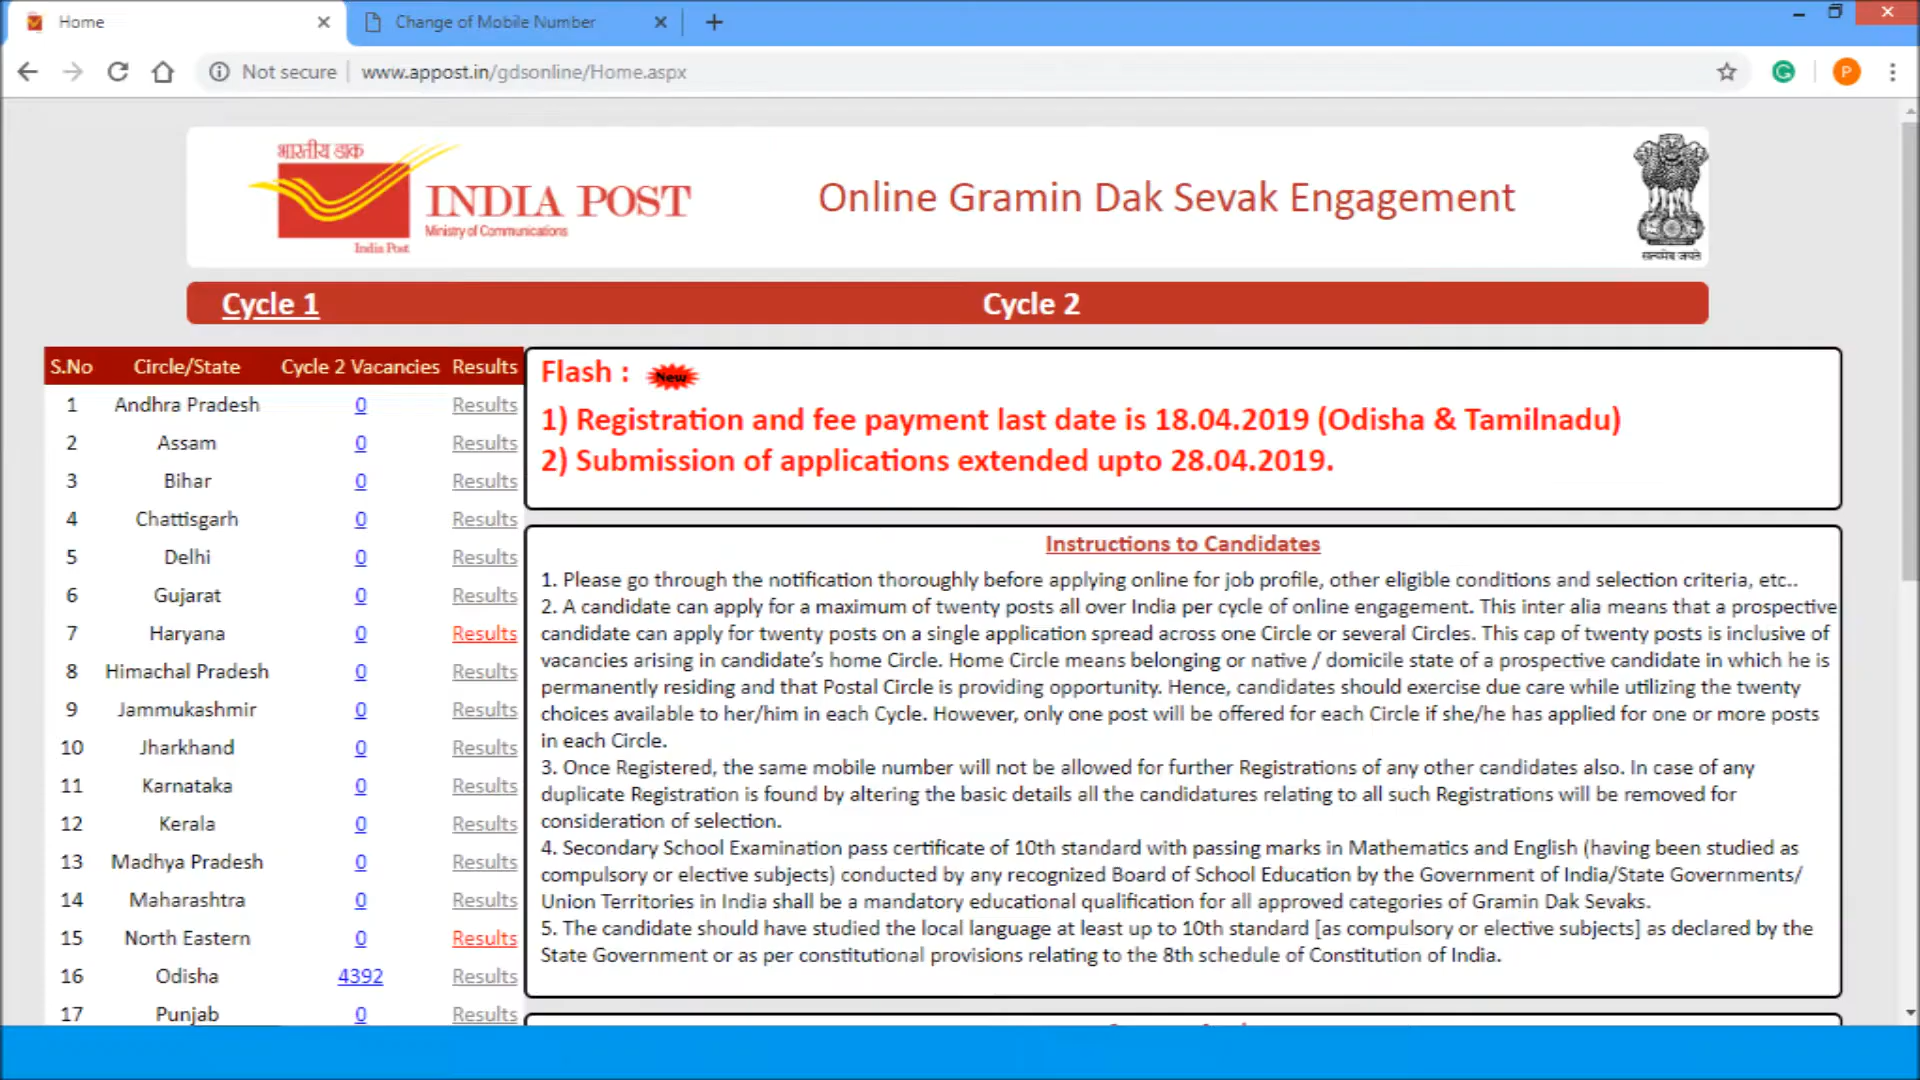 Home
Change of Mobile Number
Not secure
www.appost.in/gdsonline/Home.aspx
P
भारतीय डाक
INDIA POST
Ministry of Communications
India Post
Online Gramin Dak Sevak Engagement
सत्यमेव जयते
Cycle 1
Cycle 2
S.No Circle/State Cycle 2 Vacancies Results
1 Andhra Pradesh 0 Results
2 Assam 0 Results
3 Bihar 0 Results
4 Chattisgarh 0 Results
5 Delhi 0 Results
6 Gujarat 0 Results
7 Haryana 0 Results
8 Himachal Pradesh 0 Results
9 Jammukashmir 0 Results
10 Jharkhand 0 Results
11 Karnataka 0 Results
12 Kerala 0 Results
13 Madhya Pradesh 0 Results
14 Maharashtra 0 Results
15 North Eastern 0 Results
16 Odisha 4392 Results
17 Punjab 0 Results
Flash : New
1) Registration and fee payment last date is 18.04.2019 (Odisha & Tamilnadu)
2) Submission of applications extended upto 28.04.2019.
Instructions to Candidates
1. Please go through the notification thoroughly before applying online for job profile, other eligible conditions and selection criteria, etc..
2. A candidate can apply for a maximum of twenty posts all over India per cycle of online engagement. This inter alia means that a prospective
candidate can apply for twenty posts on a single application spread across one Circle or several Circles. This cap of twenty posts is inclusive of
vacancies arising in candidate's home Circle. Home Circle means belonging or native / domicile state of a prospective candidate in which he is
permanently residing and that Postal Circle is providing opportunity. Hence, candidates should exercise due care while utilizing the twenty
choices available to her/him in each Cycle. However, only one post will be offered for each Circle if she/he has applied for one or more posts
in each Circle.
3. Once Registered, the same mobile number will not be allowed for further Registrations of any other candidates also. In case of any
duplicate Registration is found by altering the basic details all the candidatures relating to all such Registrations will be removed for
consideration of selection.
4. Secondary School Examination pass certificate of 10th standard with passing marks in Mathematics and English (having been studied as
compulsory or elective subjects) conducted by any recognized Board of School Education by the Government of India/State Governments/
Union Territories in India shall be a mandatory educational qualification for all approved categories of Gramin Dak Sevaks.
5. The candidate should have studied the local language at least up to 10th standard [as compulsory or elective subjects] as declared by the
State Government or as per constitutional provisions relating to the 8th schedule of Constitution of India.